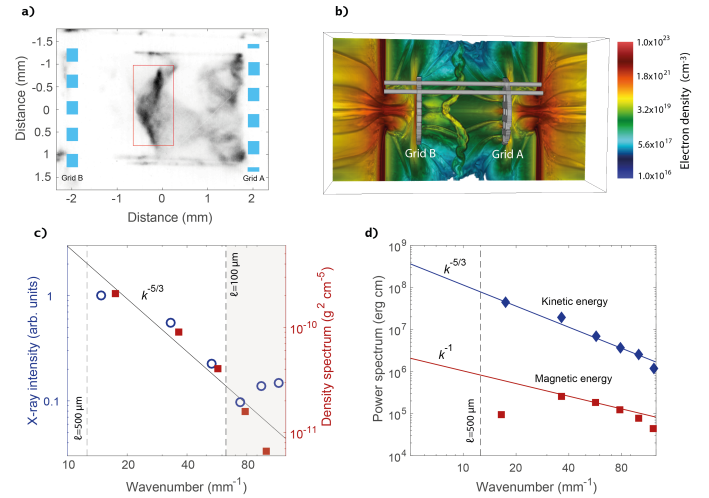 a)
-1.5
-1
-0.5
0
0.5
1
1.5
Distance (mm)
Grid B
Grid A
-2
-1
0
1
2
Distance (mm)
b)
Grid B
Grid A
1.0x10²³
1.8x10²¹
3.2x10¹⁹
5.6x10¹⁷
1.0x10¹⁶
Electron density (cm⁻³)
c)
X-ray intensity (arb. units)
1
0.1
ℓ=500 μm
k⁻⁵/³
ℓ=100 μm
10⁻¹⁰
10⁻¹¹
Density spectrum (g² cm⁻⁵)
10
20
40
80
Wavenumber (mm⁻¹)
d)
Power spectrum (erg cm)
10⁹
10⁸
10⁷
10⁶
10⁵
10⁴
k⁻⁵/³
Kinetic energy
k⁻¹
Magnetic energy
ℓ=500 μm
10
20
40
80
Wavenumber (mm⁻¹)